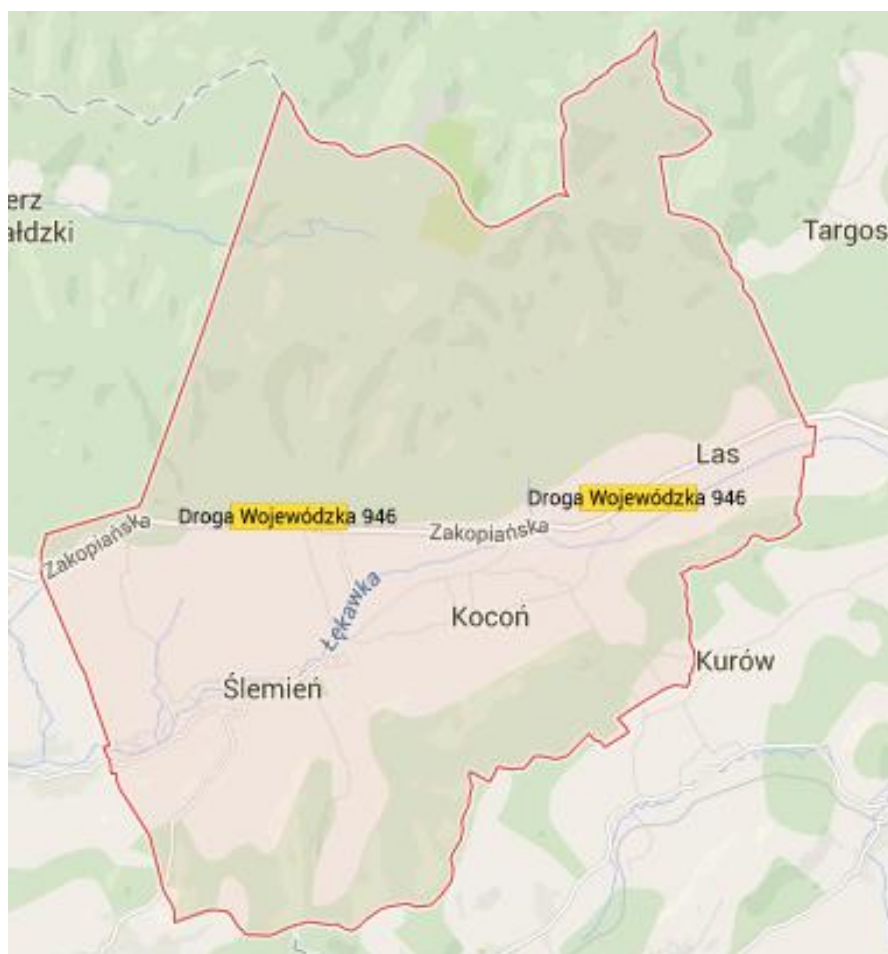 erz
ałdzki
Targos
Las
Droga Wojewódzka 946
Droga Wojewódzka 946
Zakopiańska
Zakopiańska
Łękawka
Kocoń
Kurów
Ślemień